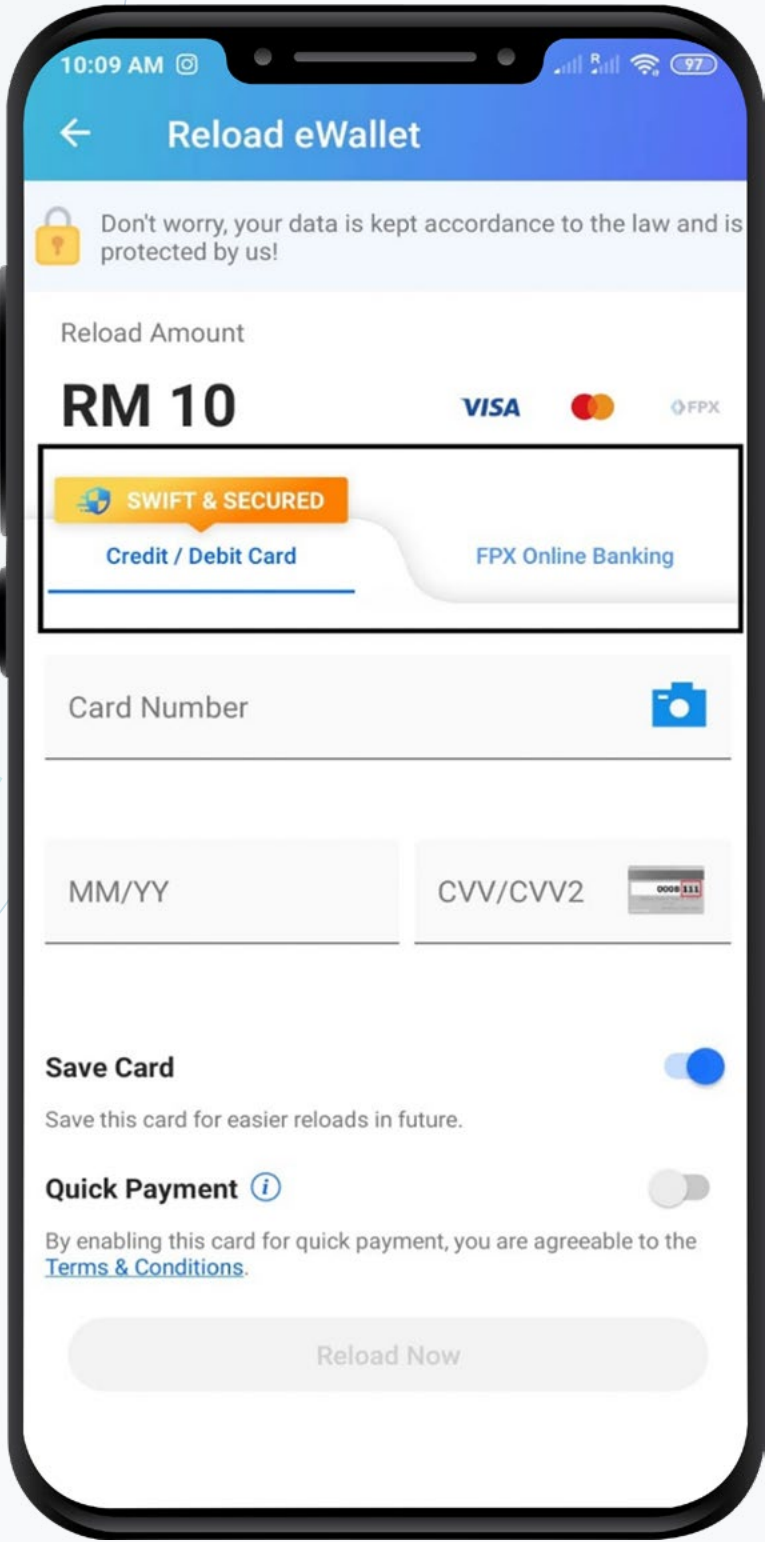 10:09 AM R 97
Reload eWallet
Don't worry, your data is kept accordance to the law and is
protected by us!
Reload Amount
RM 10 VISA FPX
SWIFT & SECURED
Credit / Debit Card FPX Online Banking
Card Number
MM/YY CVV/CVV2 0008 111
Save Card
Save this card for easier reloads in future.
Quick Payment i
By enabling this card for quick payment, you are agreeable to the
Terms & Conditions.
Reload Now